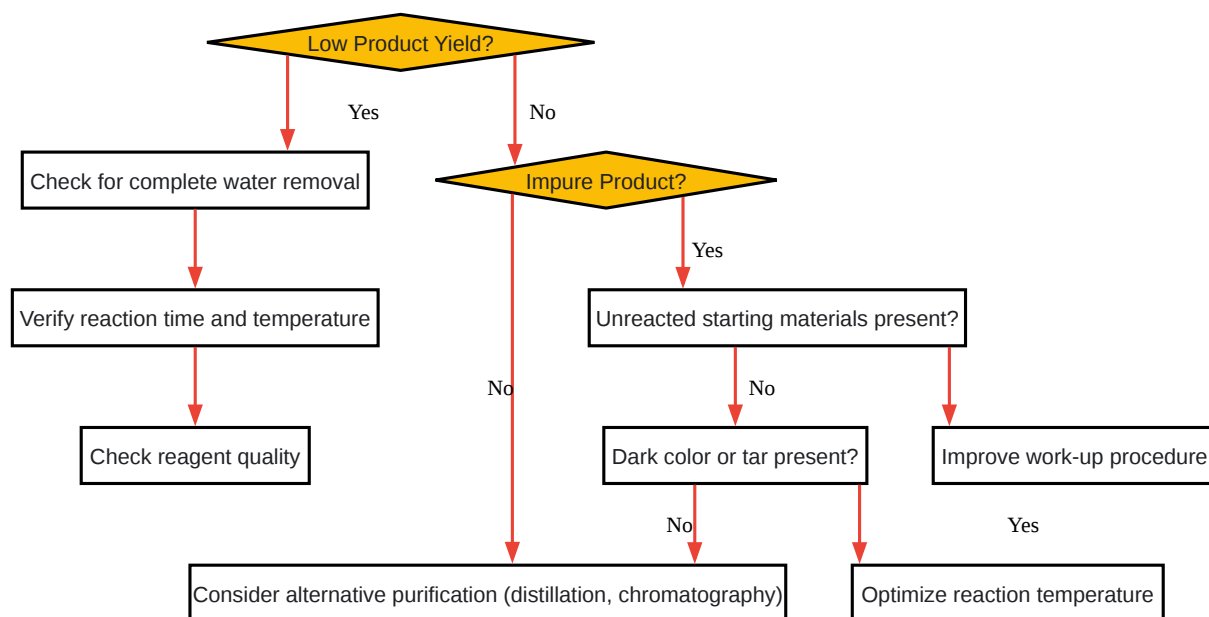 Low Product Yield?
Yes
No
Check for complete water removal
Impure Product?
Yes
Verify reaction time and temperature
Unreacted starting materials present?
No
No
Check reagent quality
Dark color or tar present?
Improve work-up procedure
No
Yes
Consider alternative purification (distillation, chromatography)
Optimize reaction temperature